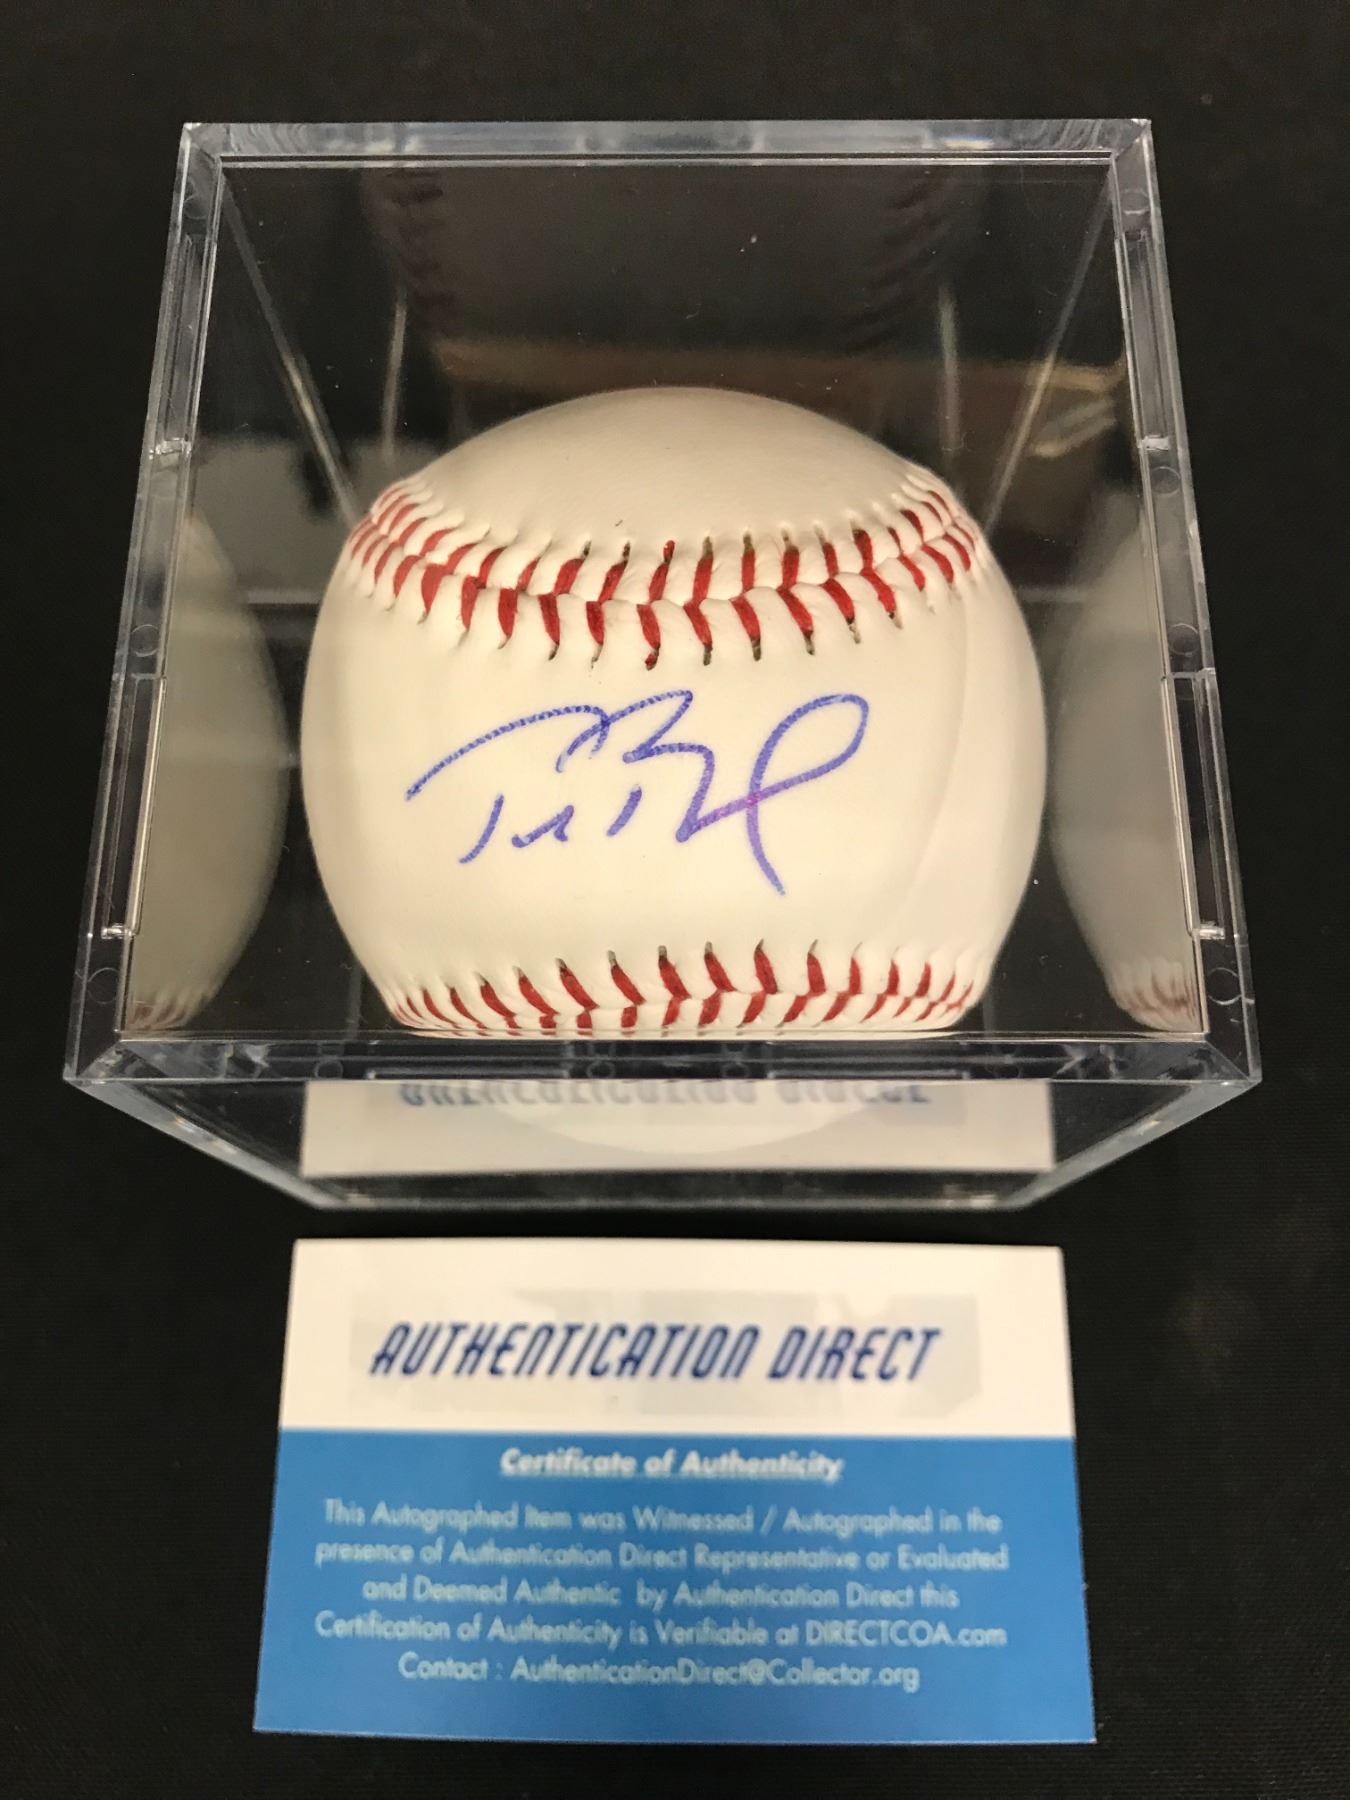 AUTHENTICATION DIRECT
Certificate of Authenticity
This Autographed Item was Witnessed / Autographed in the
presence of Authentication Direct Representative or Evaluated
and Deemed Authentic by Authentication Direct this
Certification of Authenticity is Verifiable at DIRECTCOA.com
Contact : AuthenticationDirect@Collector.org